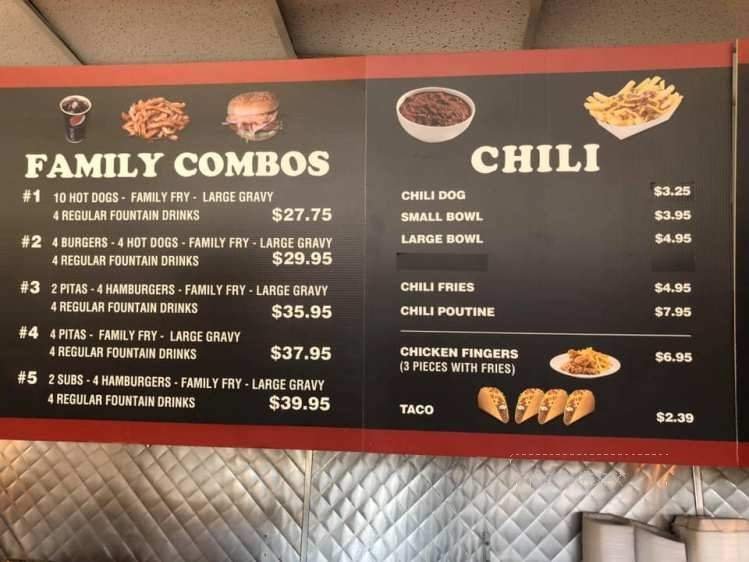 FAMILY COMBOS
#1 10 HOT DOGS - FAMILY FRY - LARGE GRAVY
4 REGULAR FOUNTAIN DRINKS $27.75
#2 4 BURGERS - 4 HOT DOGS - FAMILY FRY - LARGE GRAVY
4 REGULAR FOUNTAIN DRINKS $29.95
#3 2 PITAS - 4 HAMBURGERS - FAMILY FRY - LARGE GRAVY
4 REGULAR FOUNTAIN DRINKS $35.95
#4 4 PITAS - FAMILY FRY - LARGE GRAVY
4 REGULAR FOUNTAIN DRINKS $37.95
#5 2 SUBS - 4 HAMBURGERS - FAMILY FRY - LARGE GRAVY
4 REGULAR FOUNTAIN DRINKS $39.95
CHILI
CHILI DOG $3.25
SMALL BOWL $3.95
LARGE BOWL $4.95
CHILI FRIES $4.95
CHILI POUTINE $7.95
CHICKEN FINGERS $6.95
(3 PIECES WITH FRIES)
TACO $2.39